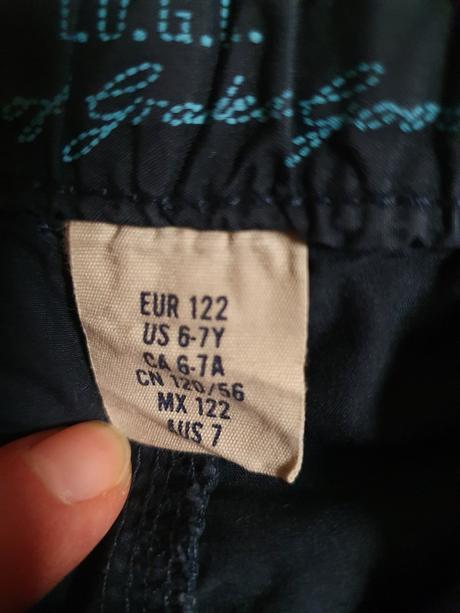 L.O.G.G.
EUR 122
US 6-7Y
CA 6-7A
CN 120/56
MX 122
AUS 7